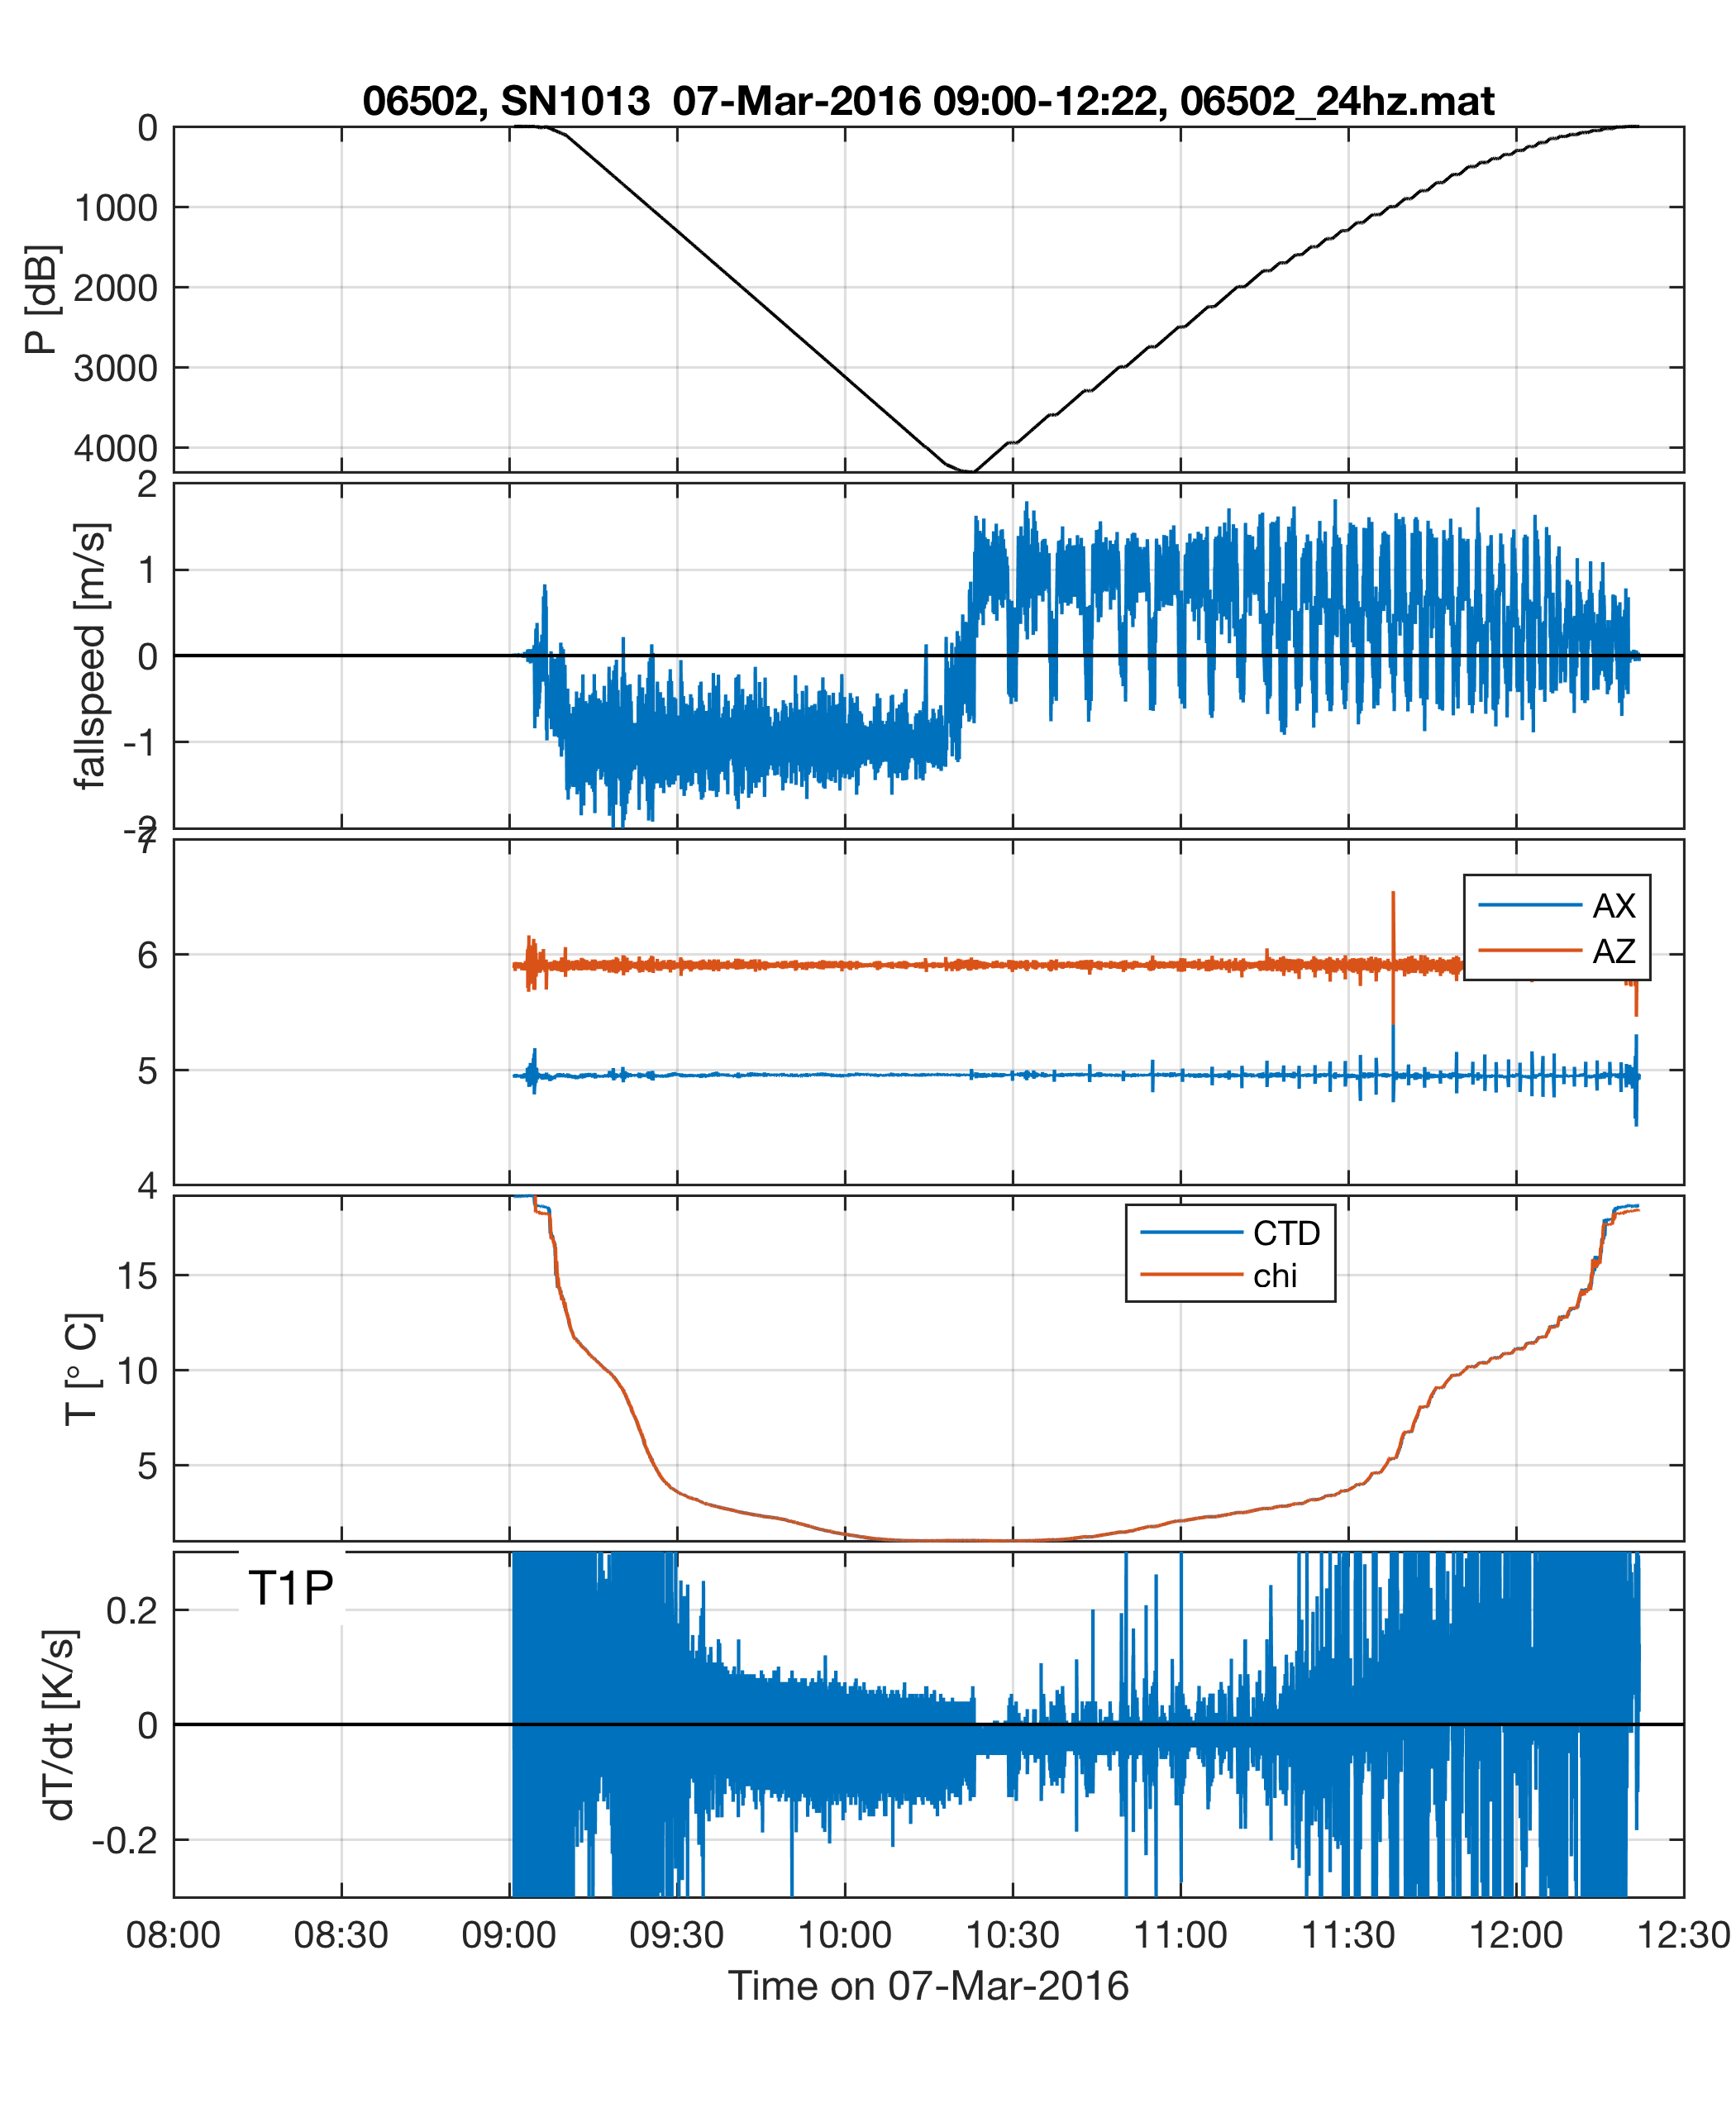 06502, SN1013  07-Mar-2016 09:00-12:22, 06502_24hz.mat
0
1000
2000
3000
4000
P [dB]
2
1
0
-1
-2
fallspeed [m/s]
7
6
5
4
AX
AZ
15
10
5
T [° C]
CTD
chi
T1P
0.2
0
-0.2
dT/dt [K/s]
08:00 08:30 09:00 09:30 10:00 10:30 11:00 11:30 12:00 12:30
Time on 07-Mar-2016